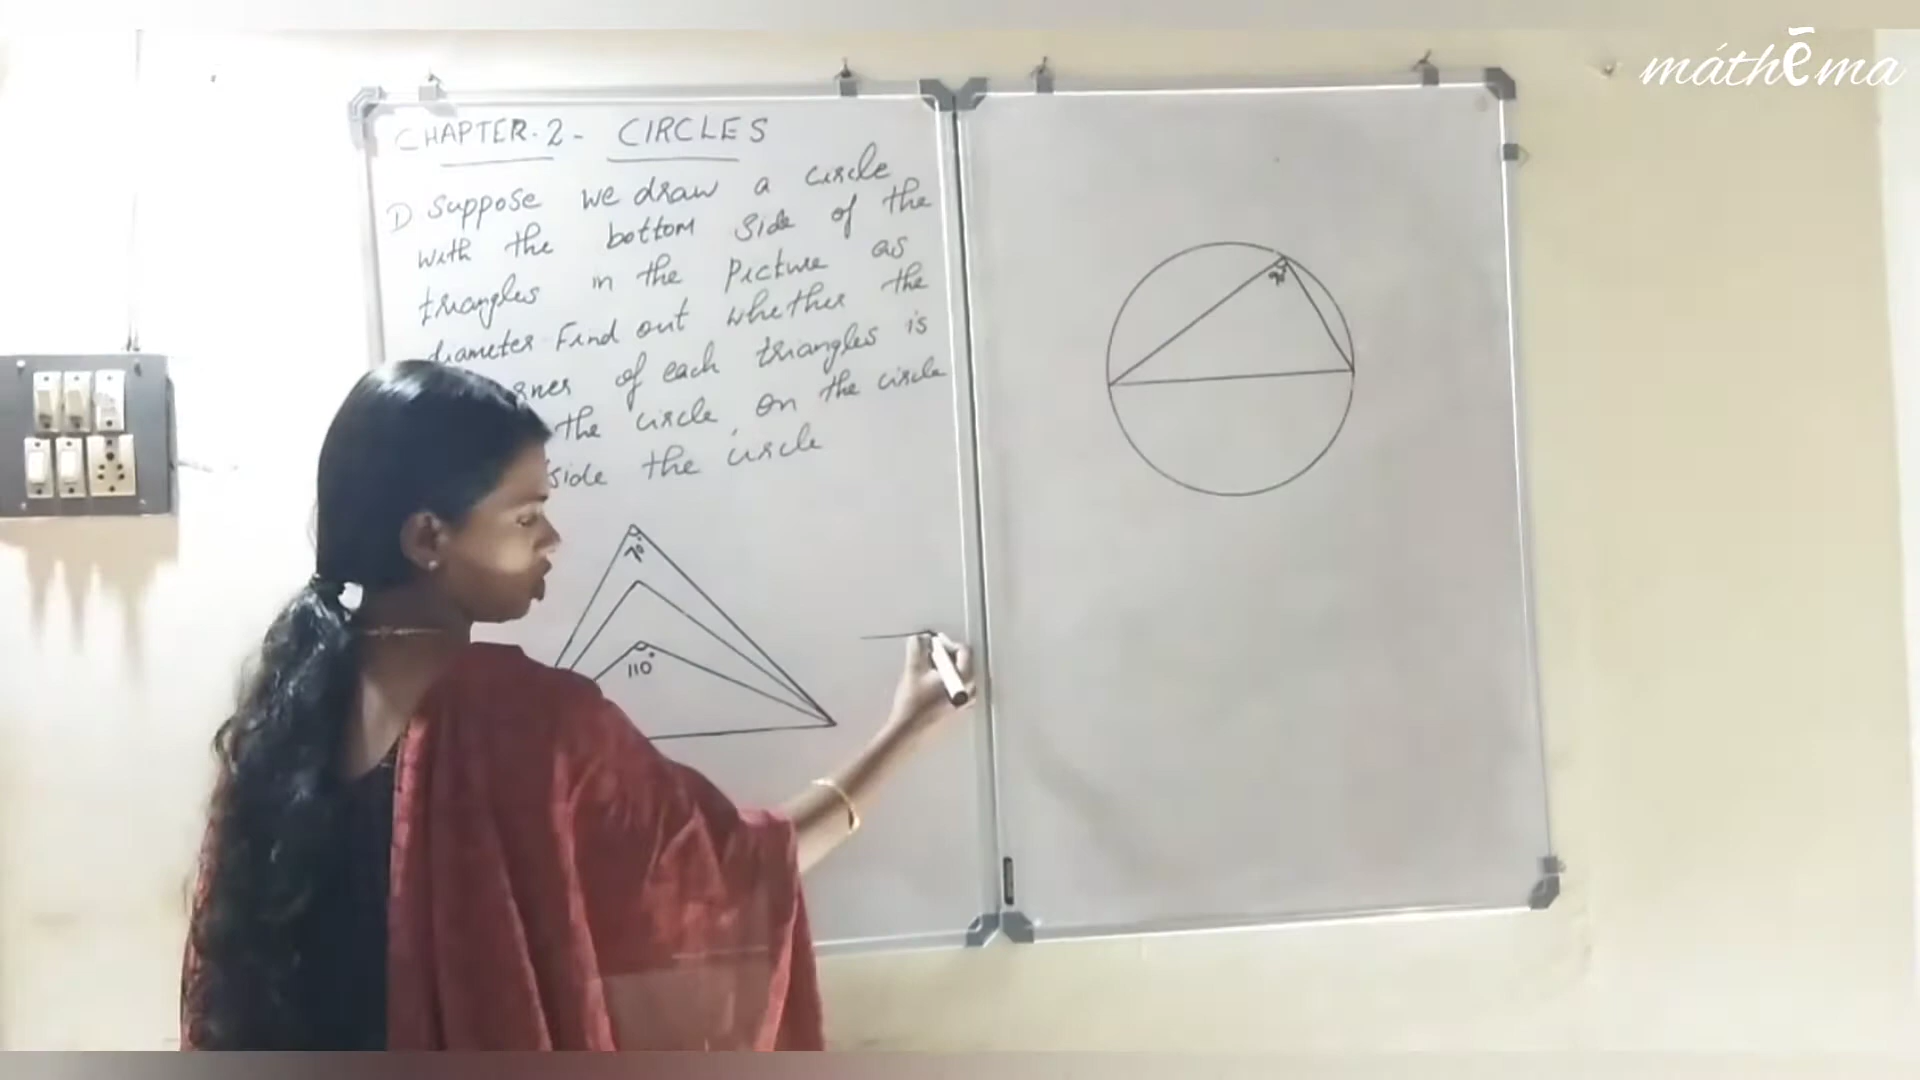 máthēma
CHAPTER-2- CIRCLES
1) Suppose we draw a circle
with the bottom side of the
triangles in the picture as
diameter. Find out whether the
of each triangles is
the circle, on the circle
side the circle
70°
110°
90°